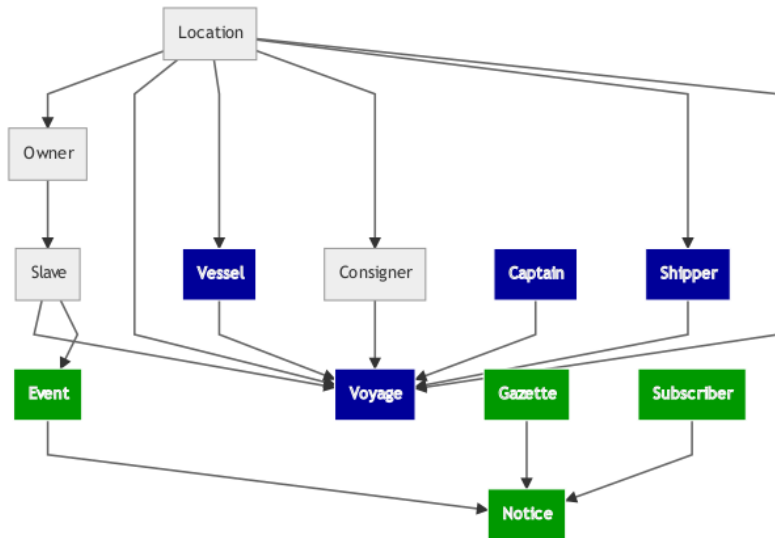 Location
Owner
Slave
Vessel
Consigner
Captain
Shipper
Event
Voyage
Gazette
Subscriber
Notice